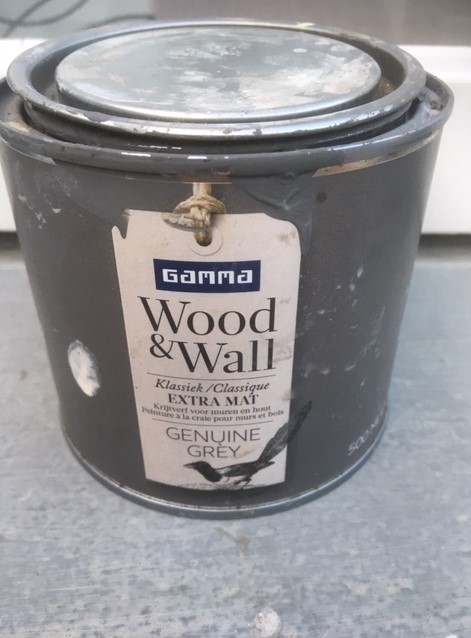 GAMMA
Wood
&Wall
Klassiek/Classique
EXTRA MAT
Krijtverf voor muren en hout
Peinture à la craie pour murs et bois
GENUINE
GREY
500